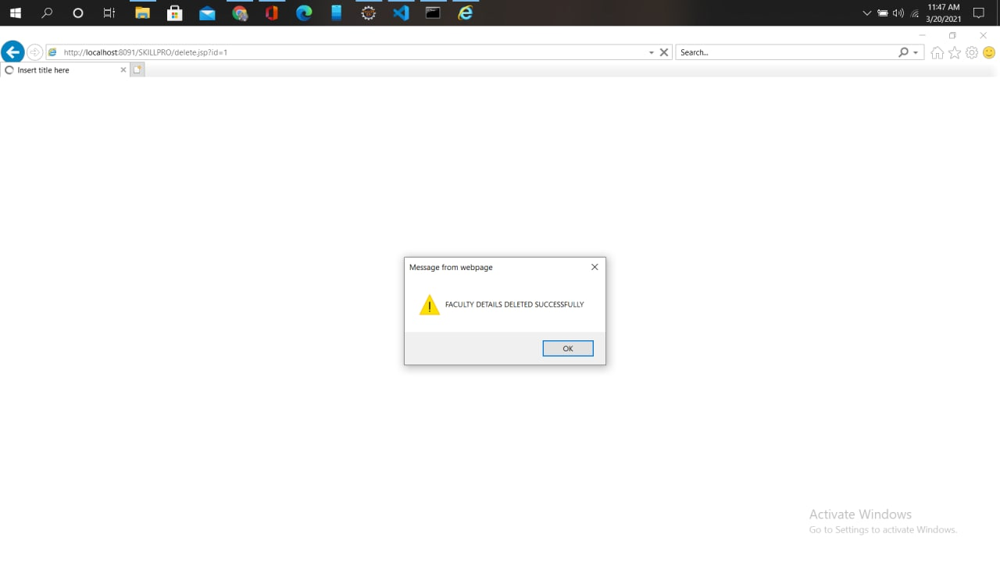 11:47 AM
3/20/2021
http://localhost:8091/SKILLPRO/delete.jsp?id=1
Search...
Insert title here
Message from webpage
FACULTY DETAILS DELETED SUCCESSFULLY
OK
Activate Windows
Go to Settings to activate Windows.